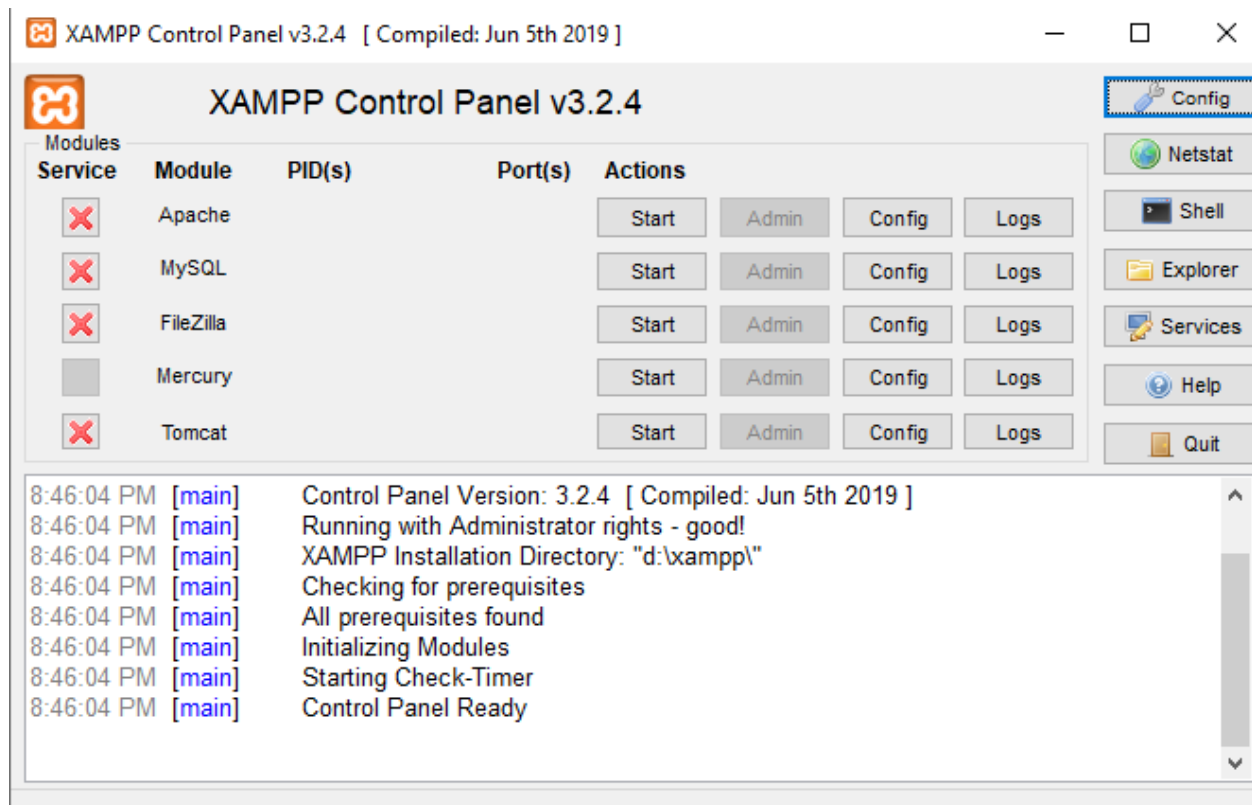 XAMPP Control Panel v3.2.4 [ Compiled: Jun 5th 2019 ]
XAMPP Control Panel v3.2.4
Config
Modules
Service Module PID(s) Port(s) Actions
Netstat
Apache Start Admin Config Logs
Shell
MySQL Start Admin Config Logs
Explorer
FileZilla Start Admin Config Logs
Services
Mercury Start Admin Config Logs
Help
Tomcat Start Admin Config Logs
Quit
8:46:04 PM [main] Control Panel Version: 3.2.4 [ Compiled: Jun 5th 2019 ]
8:46:04 PM [main] Running with Administrator rights - good!
8:46:04 PM [main] XAMPP Installation Directory: "d:\xampp\"
8:46:04 PM [main] Checking for prerequisites
8:46:04 PM [main] All prerequisites found
8:46:04 PM [main] Initializing Modules
8:46:04 PM [main] Starting Check-Timer
8:46:04 PM [main] Control Panel Ready